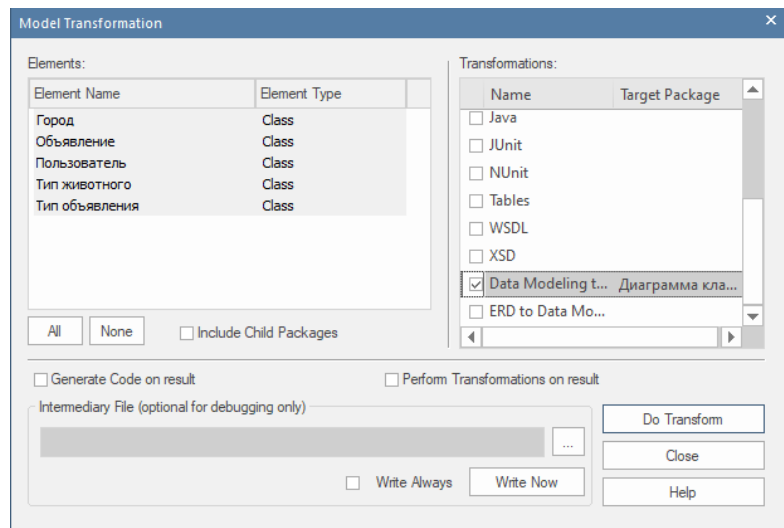 Model Transformation
Elements:
Element Name Element Type
Город Class
Объявление Class
Пользователь Class
Тип животного Class
Тип объявления Class
All None Include Child Packages
Transformations:
Name Target Package
Java
JUnit
NUnit
Tables
WSDL
XSD
Data Modeling t... Диаграмма кла...
ERD to Data Mo...
Generate Code on result Perform Transformations on result
Intermediary File (optional for debugging only)
...
Write Always Write Now
Do Transform
Close
Help